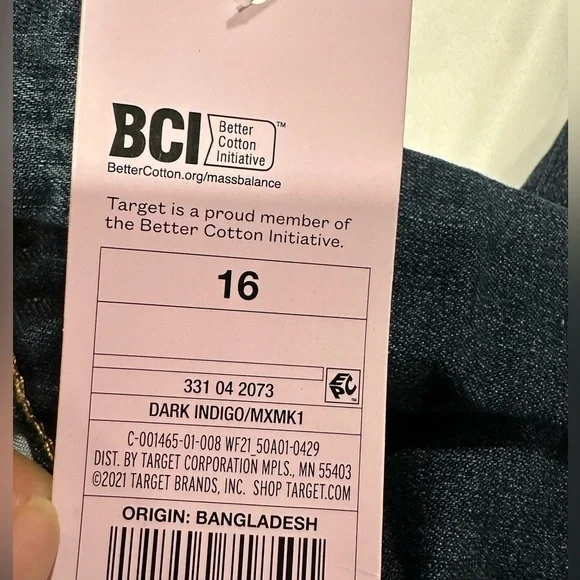 BCI Better Cotton Initiative™
BetterCotton.org/massbalance
Target is a proud member of
the Better Cotton Initiative.
16
331 04 2073
EPC™
DARK INDIGO/MXMK1
C-001465-01-008 WF21_50A01-0429
DIST. BY TARGET CORPORATION MPLS., MN 55403
©2021 TARGET BRANDS, INC. SHOP TARGET.COM
ORIGIN: BANGLADESH